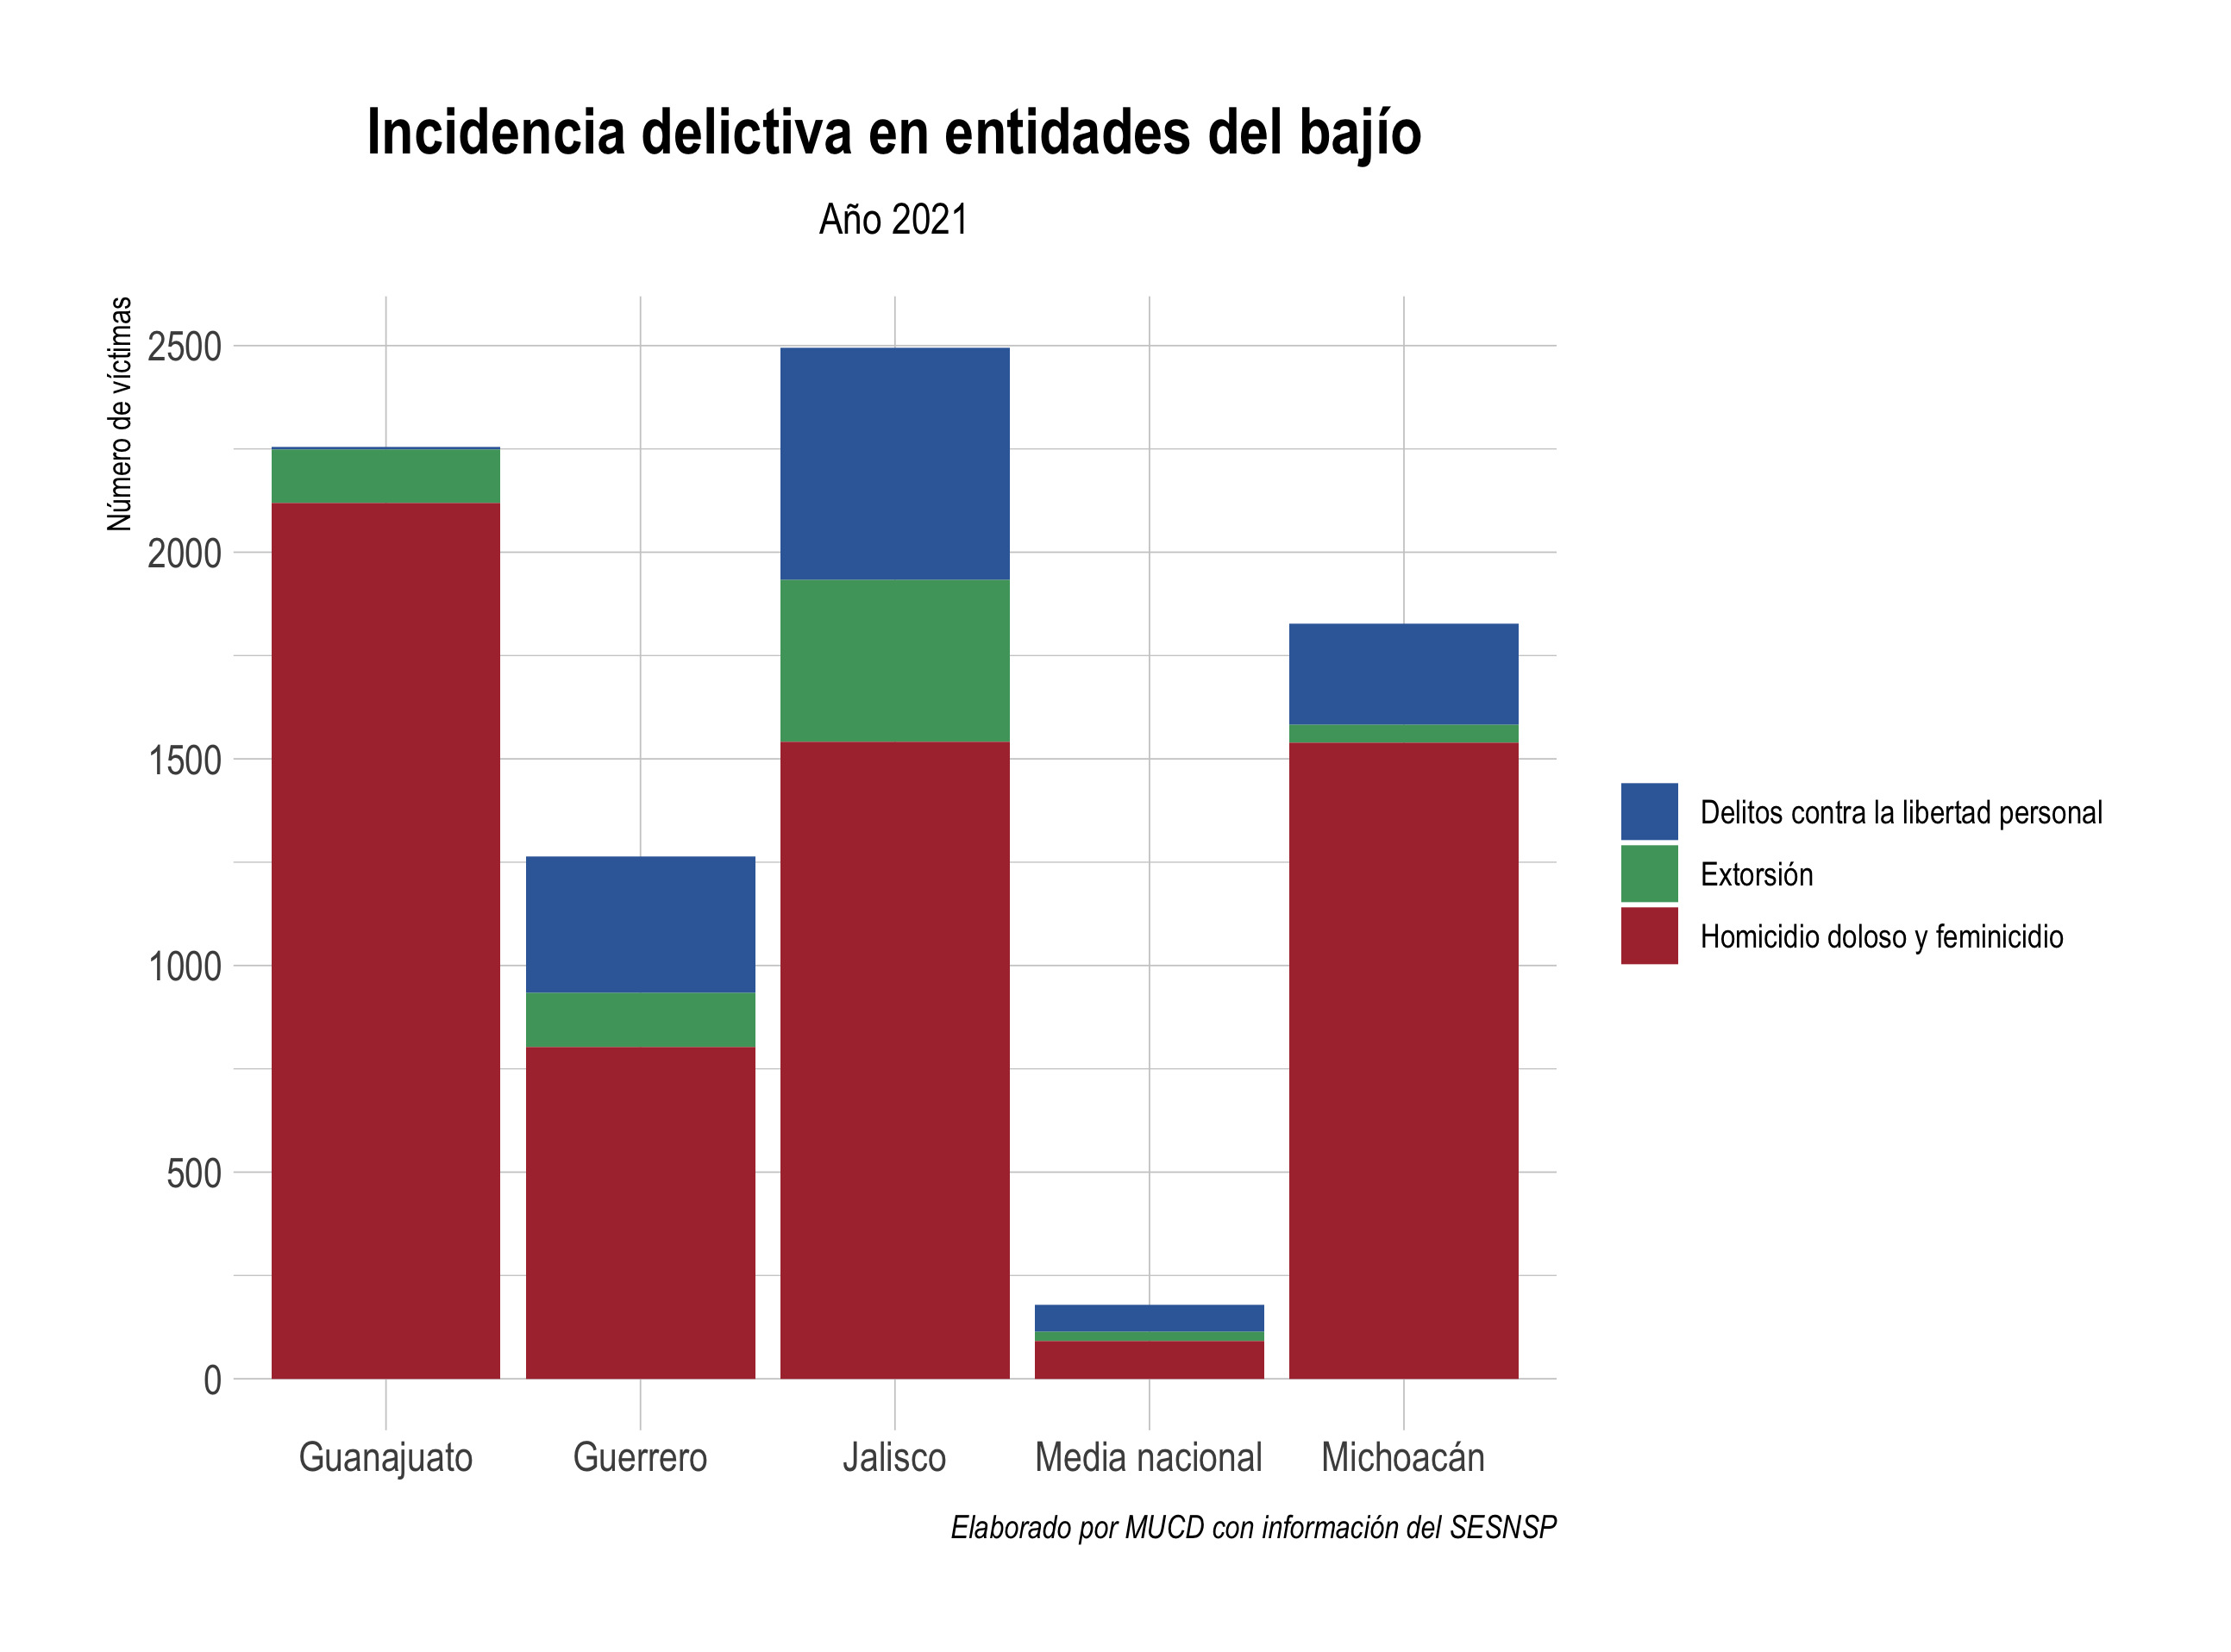 Incidencia delictiva en entidades del bajío
Año 2021
Número de víctimas
2500
2000
1500
1000
500
0
Guanajuato
Guerrero
Jalisco
Media nacional
Michoacán
Delitos contra la libertad personal
Extorsión
Homicidio doloso y feminicidio
Elaborado por MUCD con información del SESNSP